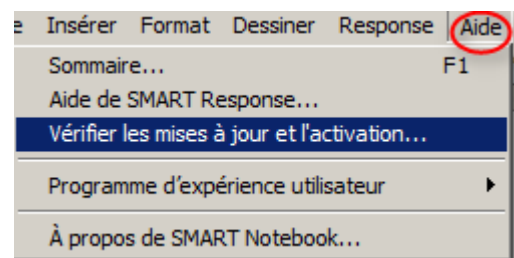 e Insérer Format Dessiner Response Aide
Sommaire... F1
Aide de SMART Response...
Vérifier les mises à jour et l'activation...
Programme d’expérience utilisateur
À propos de SMART Notebook...